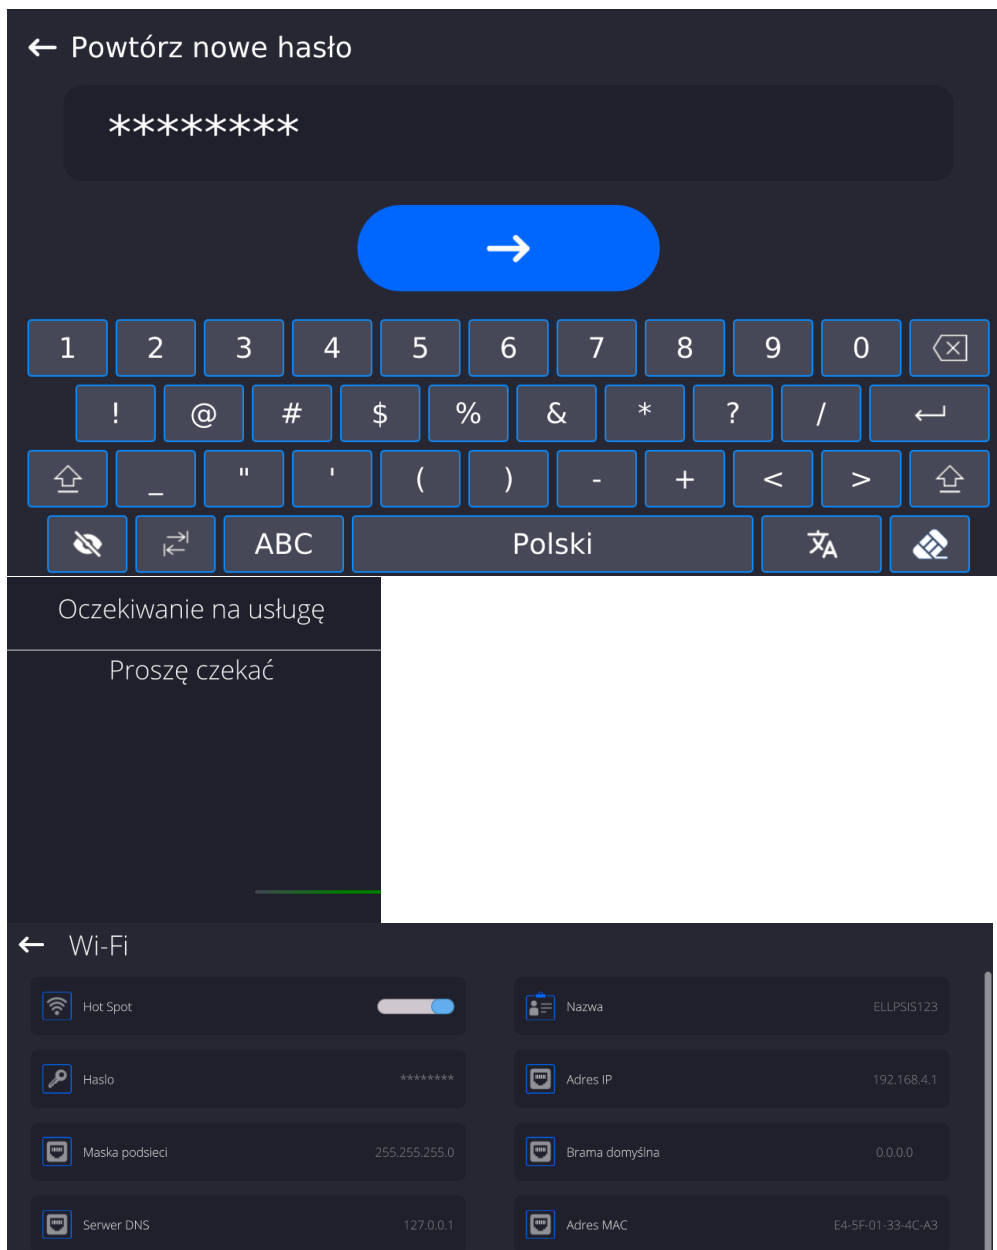 Powtórz nowe hasło
********
1 2 3 4 5 6 7 8 9 0
! @ # $ % & * ? /
_ " ' ( ) - + < >
ABC Polski
Oczekiwanie na usługę
Proszę czekać
Wi-Fi
Hot Spot
Nazwa ELLPSIS123
Haslo ********
Adres IP 192.168.4.1
Maska podsieci 255.255.255.0
Brama domyślna 0.0.0.0
Serwer DNS 127.0.0.1
Adres MAC E4-5F-01-33-4C-A3